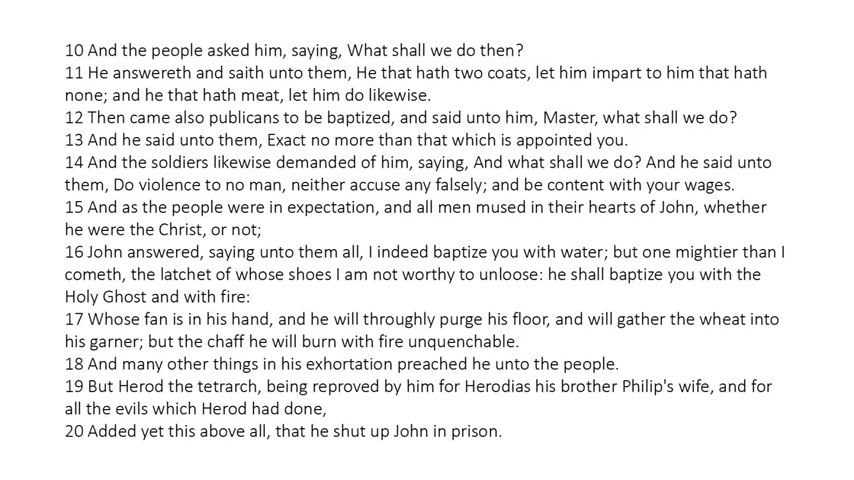 10 And the people asked him, saying, What shall we do then?
11 He answereth and saith unto them, He that hath two coats, let him impart to him that hath
none; and he that hath meat, let him do likewise.
12 Then came also publicans to be baptized, and said unto him, Master, what shall we do?
13 And he said unto them, Exact no more than that which is appointed you.
14 And the soldiers likewise demanded of him, saying, And what shall we do? And he said unto
them, Do violence to no man, neither accuse any falsely; and be content with your wages.
15 And as the people were in expectation, and all men mused in their hearts of John, whether
he were the Christ, or not;
16 John answered, saying unto them all, I indeed baptize you with water; but one mightier than I
cometh, the latchet of whose shoes I am not worthy to unloose: he shall baptize you with the
Holy Ghost and with fire:
17 Whose fan is in his hand, and he will throughly purge his floor, and will gather the wheat into
his garner; but the chaff he will burn with fire unquenchable.
18 And many other things in his exhortation preached he unto the people.
19 But Herod the tetrarch, being reproved by him for Herodias his brother Philip's wife, and for
all the evils which Herod had done,
20 Added yet this above all, that he shut up John in prison.